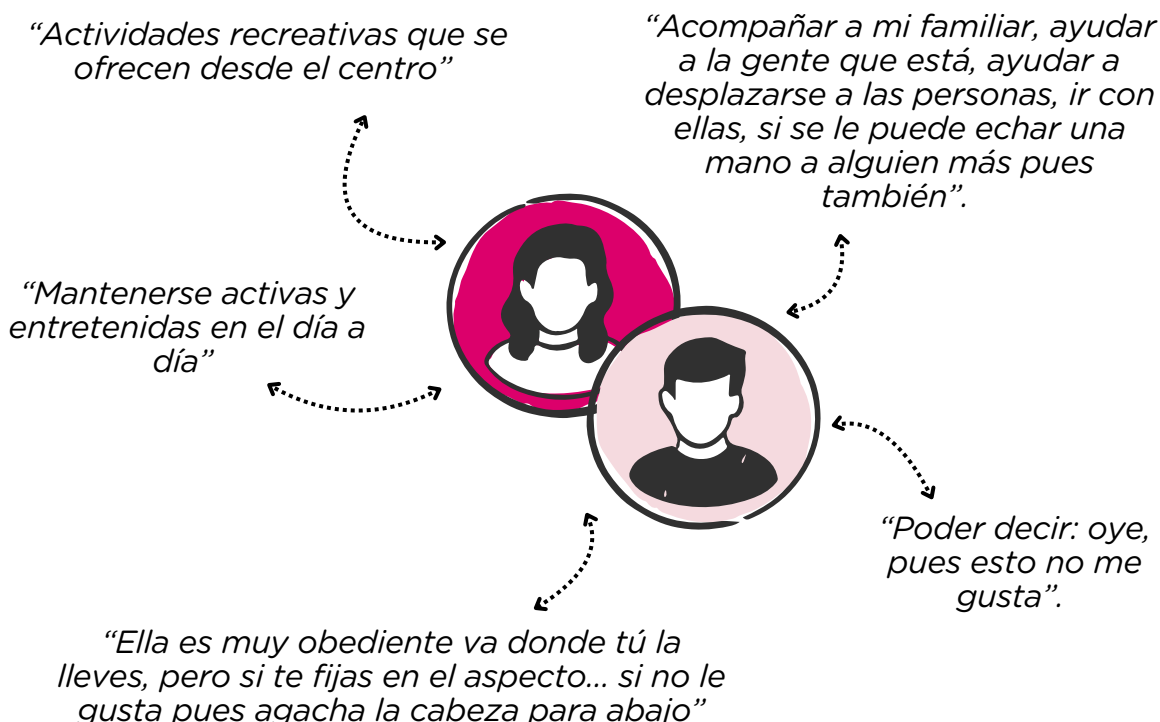 “Actividades recreativas que se
ofrecen desde el centro”
“Acompañar a mi familiar, ayudar
a la gente que está, ayudar a
desplazarse a las personas, ir con
ellas, si se le puede echar una
mano a alguien más pues
también”.
“Mantenerse activas y
entretenidas en el día a
día”
“Poder decir: oye,
pues esto no me
gusta”.
“Ella es muy obediente va donde tú la
lleves, pero si te fijas en el aspecto... si no le
gusta pues agacha la cabeza para abajo”